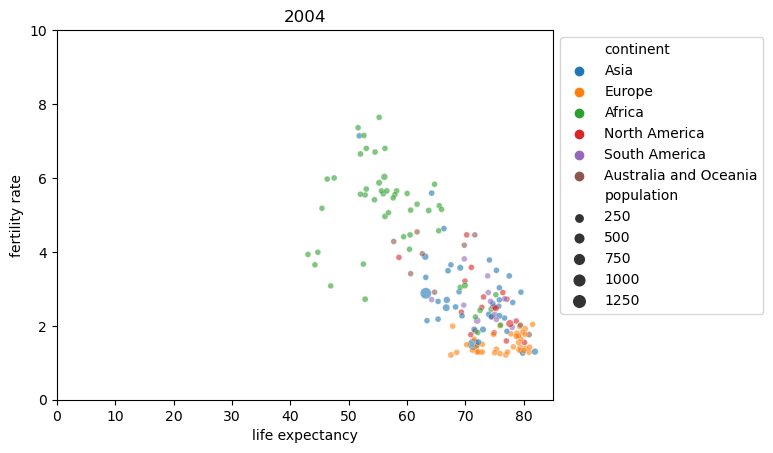 2004
10
8
6
4
2
0
fertility rate
0 10 20 30 40 50 60 70 80
life expectancy
continent
Asia
Europe
Africa
North America
South America
Australia and Oceania
population
250
500
750
1000
1250